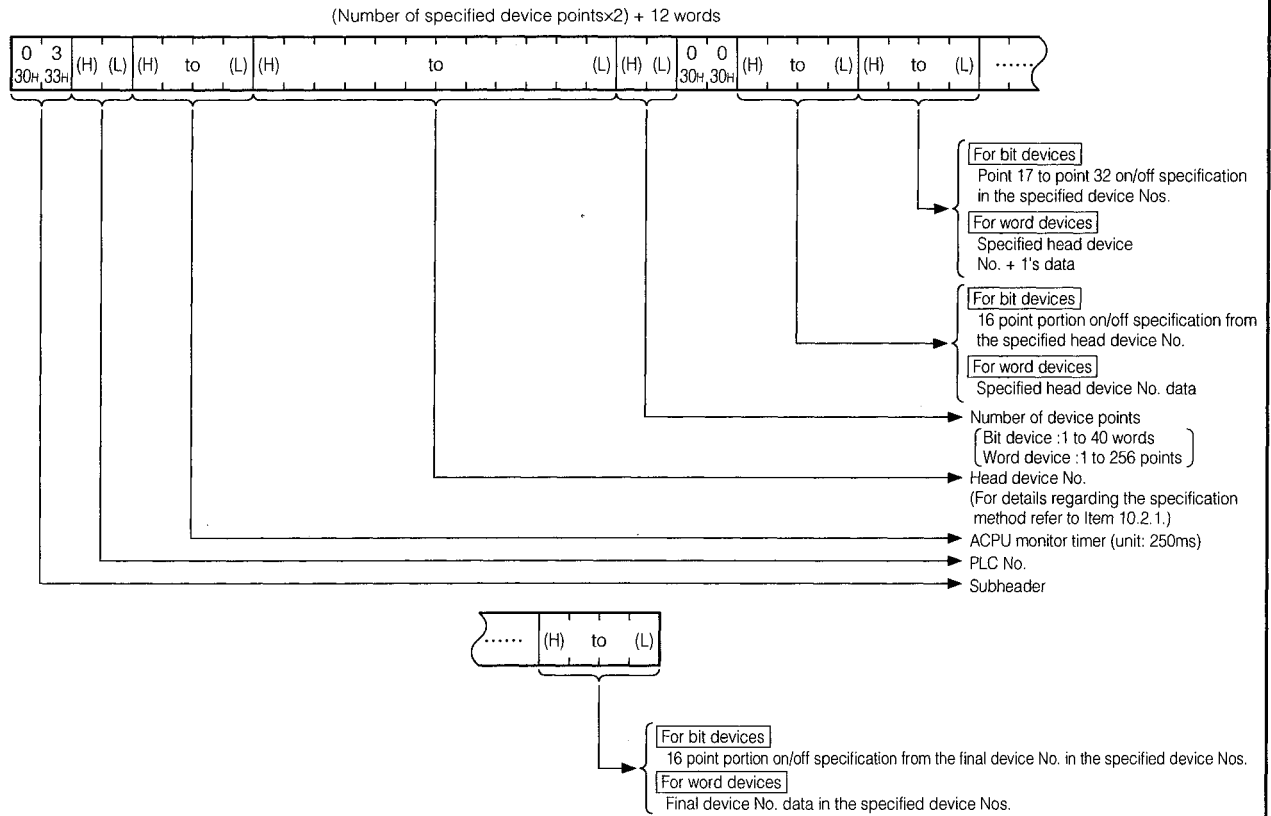 (Number of specified device points×2) + 12 words
0 3 (H) (L) (H) to (L) (H) to (L) (H) (L) 0 0 (H) to (L) (H) to (L) ······
30H 33H 30H 30H
For bit devices
Point 17 to point 32 on/off specification
in the specified device Nos.
For word devices
Specified head device
No. + 1's data
For bit devices
16 point portion on/off specification from
the specified head device No.
For word devices
Specified head device No. data
Number of device points
Bit device :1 to 40 words
Word device :1 to 256 points
Head device No.
(For details regarding the specification
method refer to Item 10.2.1.)
ACPU monitor timer (unit: 250ms)
PLC No.
Subheader
······ (H) to (L)
For bit devices
16 point portion on/off specification from the final device No. in the specified device Nos.
For word devices
Final device No. data in the specified device Nos.